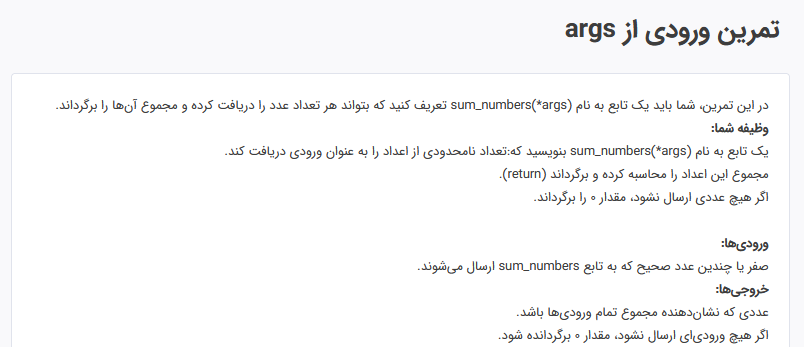 تمرین ورودی از args
در این تمرین، شما باید یک تابع به نام sum_numbers(*args) تعریف کنید که بتواند هر تعداد عدد را دریافت کرده و مجموع آن‌ها را برگرداند.
وظیفه شما:
یک تابع به نام sum_numbers(*args) بنویسید که:تعداد نامحدودی از اعداد را به عنوان ورودی دریافت کند.
مجموع این اعداد را محاسبه کرده و برگرداند (return).
اگر هیچ عددی ارسال نشود، مقدار ۰ را برگرداند.
ورودی‌ها:
صفر یا چندین عدد صحیح که به تابع sum_numbers ارسال می‌شوند.
خروجی‌ها:
عددی که نشان‌دهنده مجموع تمام ورودی‌ها باشد.
اگر هیچ ورودی‌ای ارسال نشود، مقدار ۰ برگردانده شود.